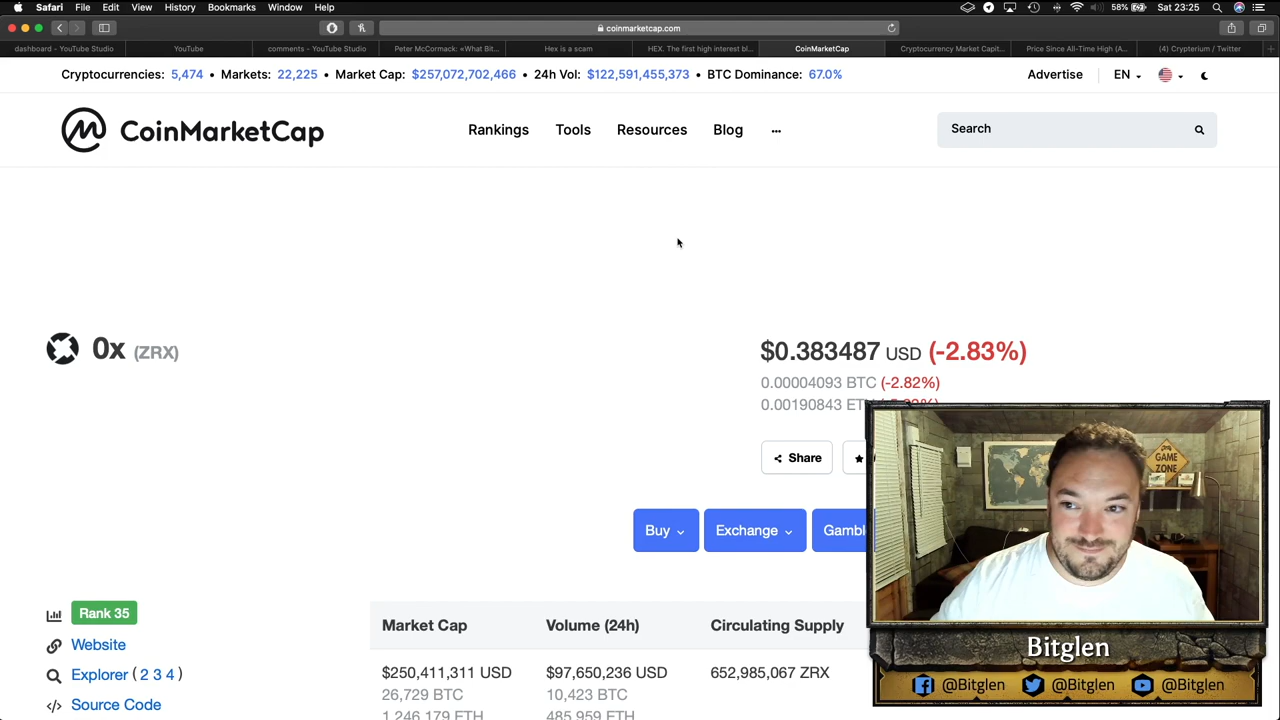 Safari File Edit View History Bookmarks Window Help 58% Sat 23:25
coinmarketcap.com
dashboard - YouTube Studio YouTube comments - YouTube Studio Peter McCormack: «What Bit... Hex is a scam HEX. The first high interest bl... CoinMarketCap Cryptocurrency Market Capit... Price Since All-Time High (A... (4) Crypterium / Twitter
Cryptocurrencies: 5,474 • Markets: 22,225 • Market Cap: $257,072,702,466 • 24h Vol: $122,591,455,373 • BTC Dominance: 67.0% Advertise EN
CoinMarketCap Rankings Tools Resources Blog ... Search
0x (ZRX) $0.383487 USD (-2.83%)
0.00004093 BTC (-2.82%)
0.00190843 ET
Share
Buy Exchange Gambl
GAME ZONE
Rank 35
Market Cap Volume (24h) Circulating Supply
Website
$250,411,311 USD $97,650,236 USD 652,985,067 ZRX
Explorer ( 2 3 4 )
26,729 BTC 10,423 BTC
Source Code
1,246,179 ETH 485,959 ETH
Bitglen
@Bitglen @Bitglen @Bitglen